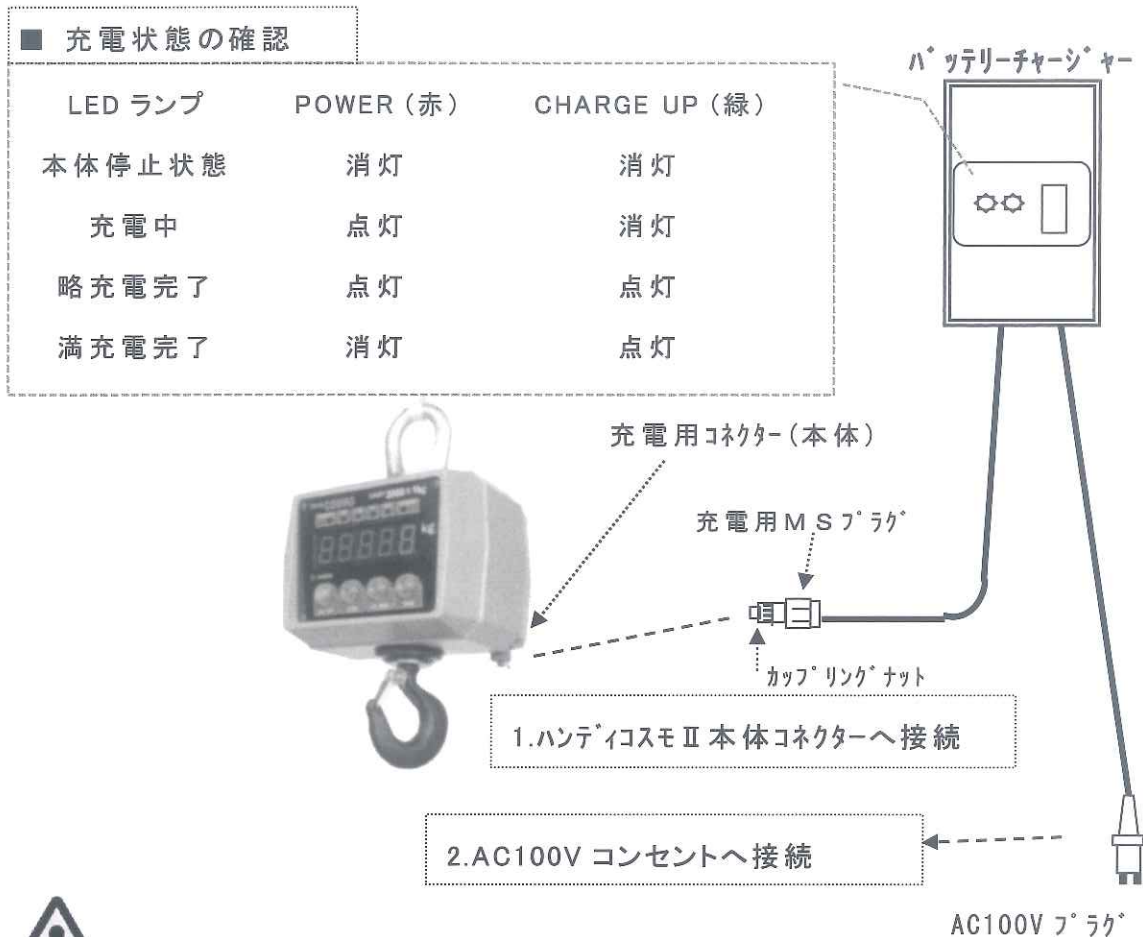 ■ 充電状態の確認
バッテリーチャージャー
LED ランプ POWER（赤） CHARGE UP（緑）
本体停止状態 消灯 消灯
充電中 点灯 消灯
略充電完了 点灯 点灯
満充電完了 消灯 点灯
充電用ｺﾈｸﾀｰ（本体）
充電用ＭＳﾌﾟﾗｸﾞ
88888
kg
ｶｯﾌﾟﾘﾝｸﾞﾅｯﾄ
1.ﾊﾝﾃﾞｨｺｽﾓⅡ本体コネクターへ接続
2.AC100V コンセントへ接続
AC100V ﾌﾟﾗｸﾞ